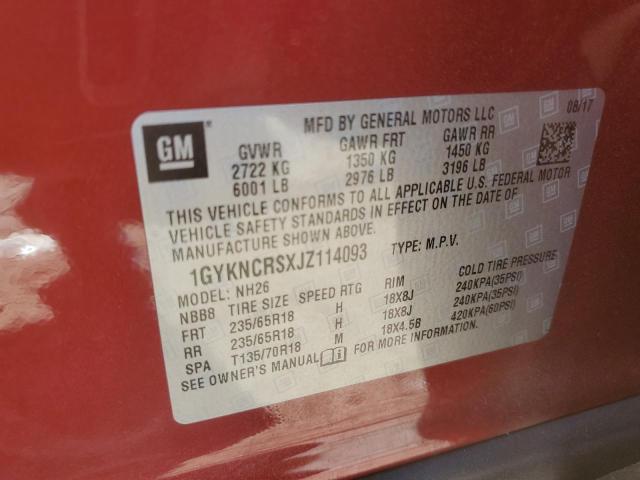 GM
MFD BY GENERAL MOTORS LLC 08/17
GVWR GAWR FRT GAWR RR
2722 KG 1350 KG 1450 KG
6001 LB 2976 LB 3196 LB
THIS VEHICLE CONFORMS TO ALL APPLICABLE U.S. FEDERAL MOTOR
VEHICLE SAFETY STANDARDS IN EFFECT ON THE DATE OF
MANUFACTURE SHOWN ABOVE.
1GYKNCRSXJZ114093 TYPE: M.P.V.
MODEL: NH26
NBB8 TIRE SIZE SPEED RTG RIM COLD TIRE PRESSURE
FRT 235/65R18 H 18X8J 240KPA(35PSI)
RR 235/65R18 H 18X8J 240KPA(35PSI)
SPA T135/70R18 M 18X4.5B 420KPA(60PSI)
SEE OWNER'S MANUAL FOR MORE INFORMATION.